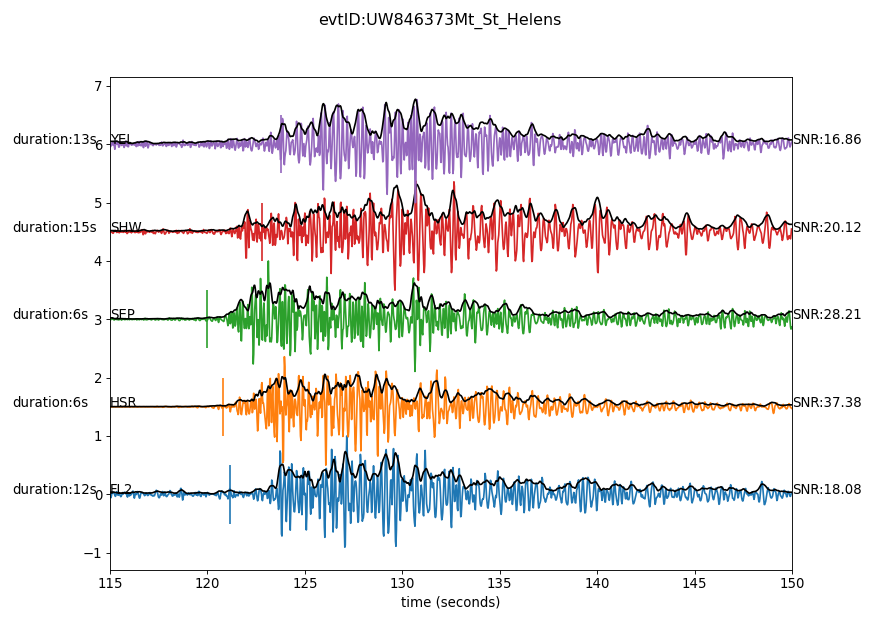 evtID:UW846373Mt_St_Helens
7
duration:13s YEL SNR:16.86
6
5
duration:15s SHW SNR:20.12
4
duration:6s SEP SNR:28.21
3
2
duration:6s HSR SNR:37.38
1
duration:12s EL2 SNR:18.08
0
−1
115 120 125 130 135 140 145 150
time (seconds)